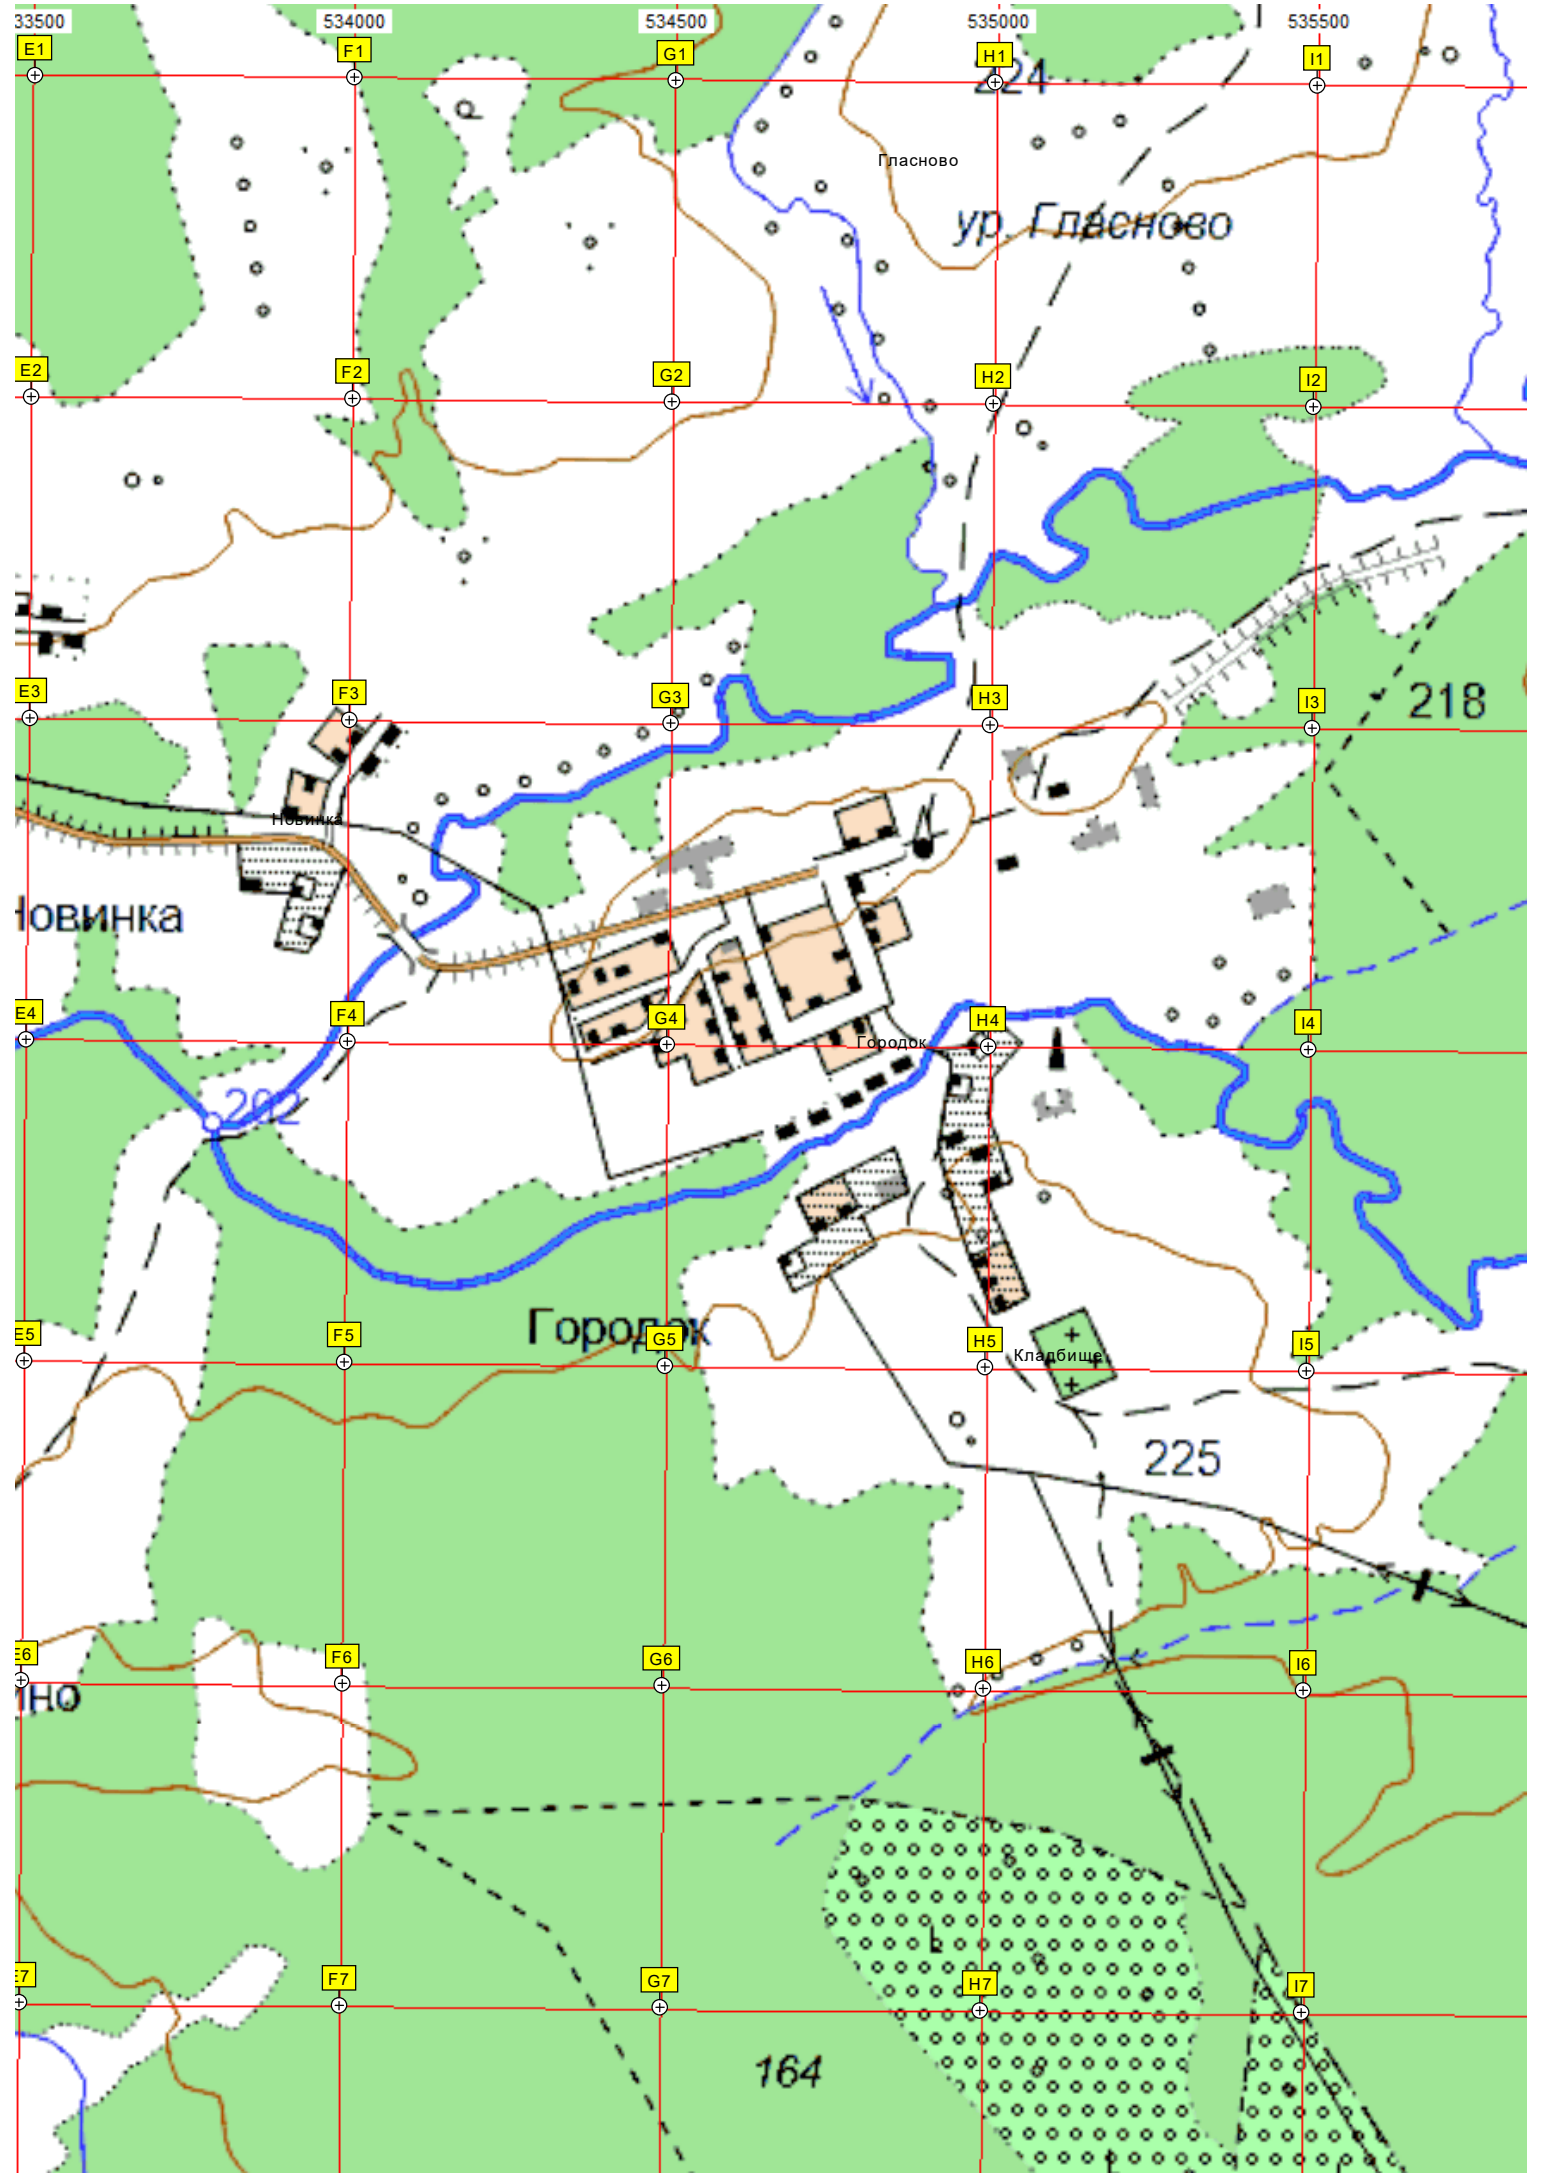 33500 534000 534500 535000 535500
E1 F1 G1 H1 I1
224
Гласново
ур. Гласново
E2 F2 G2 H2 I2
E3 F3 G3 H3 I3
218
Новинка
Новинка
E4 F4 G4 H4 I4
Городок
202
Городок
E5 F5 G5 H5 I5
Кладбище
225
E6 F6 G6 H6 I6
но
E7 F7 G7 H7 I7
164